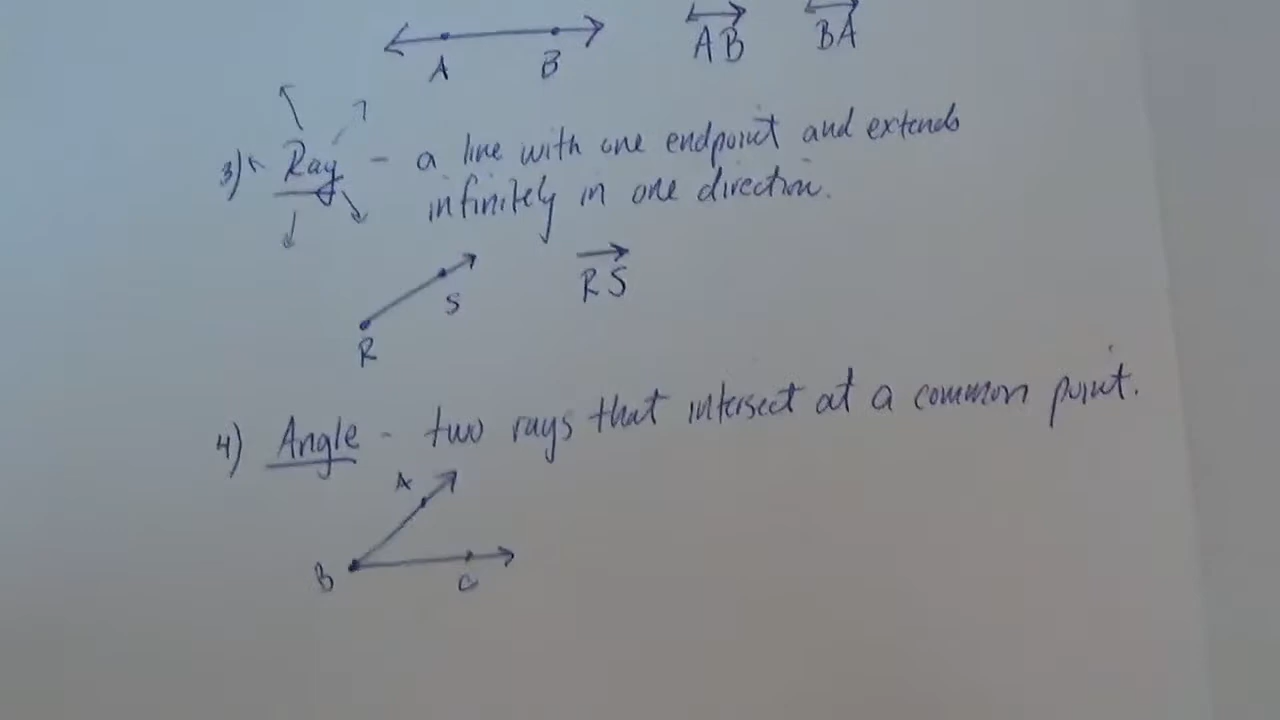 A B AB BA
3) Ray - a line with one endpoint and extends
infinitely in one direction.
S RS
R
4) Angle - two rays that intersect at a common point.
A
B C